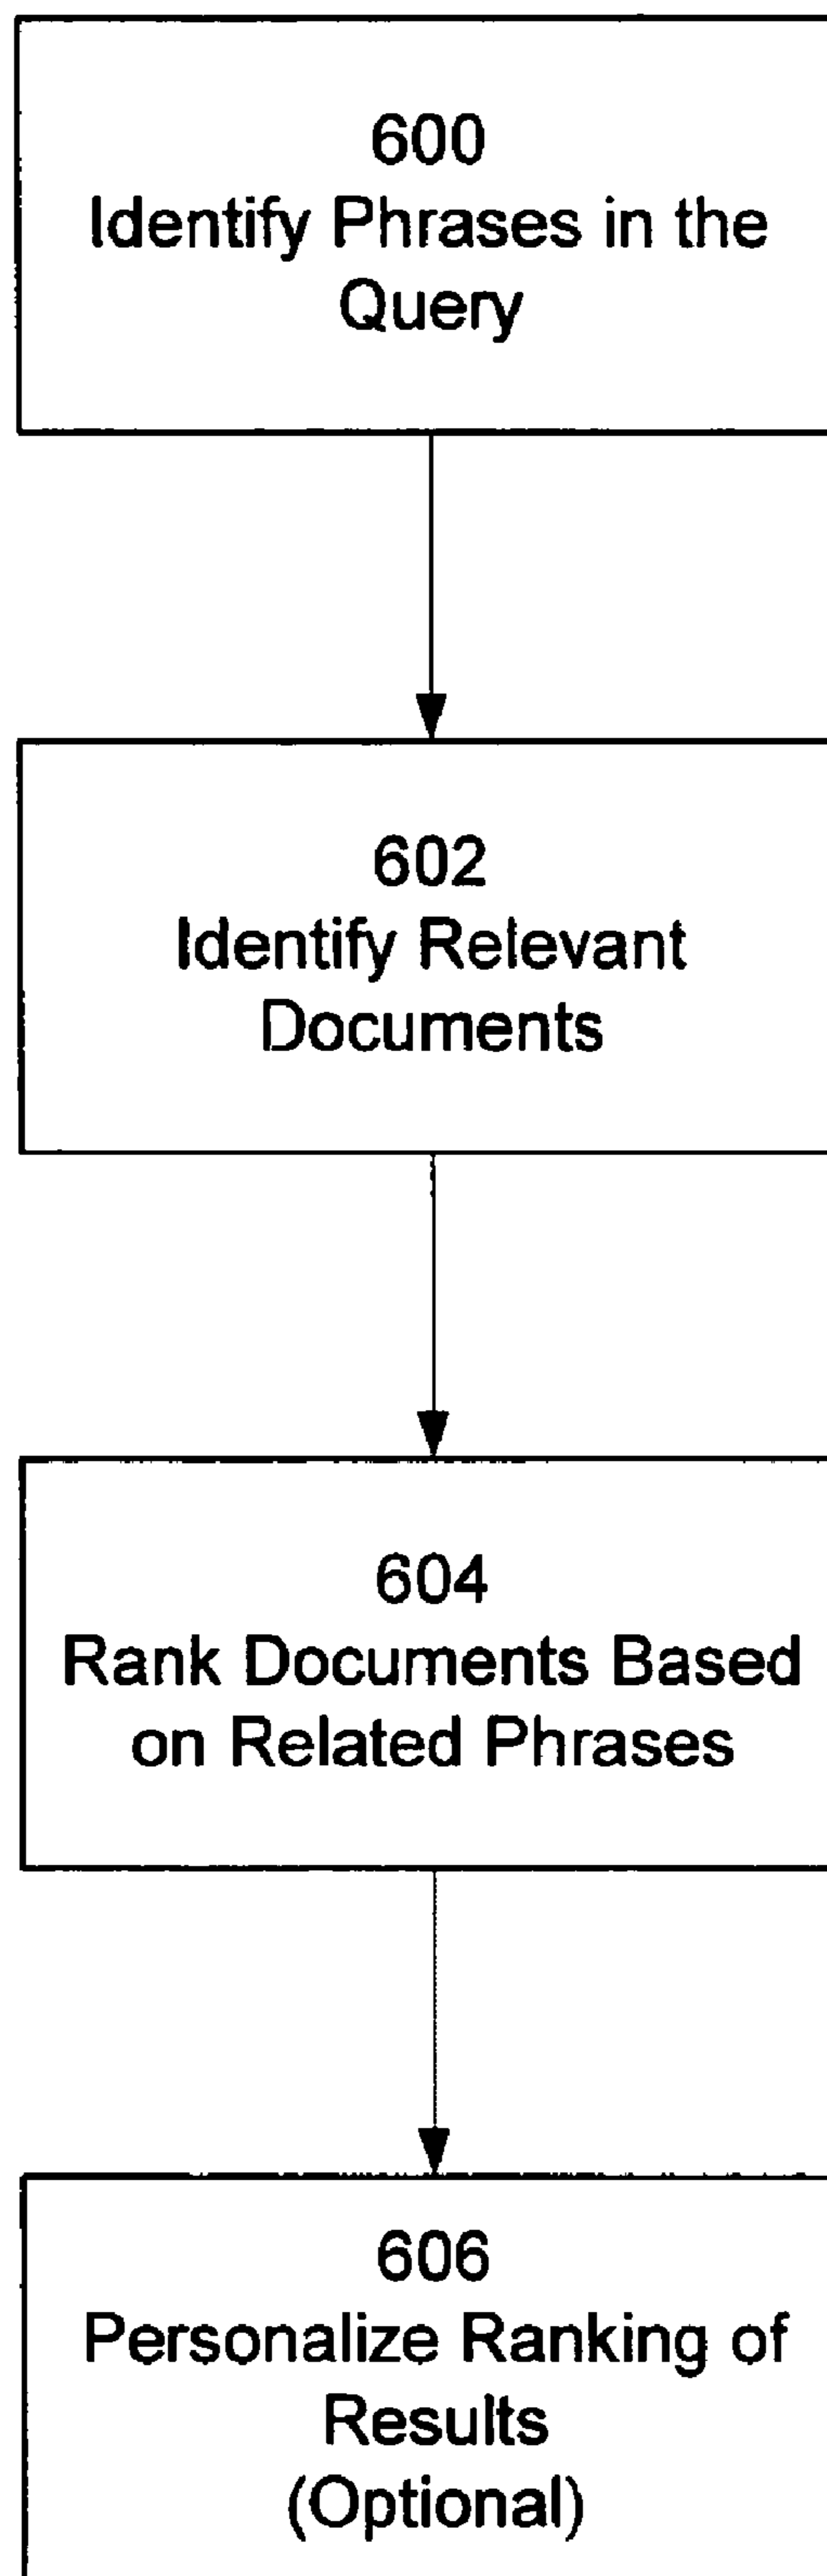 600
Identify Phrases in the
Query
602
Identify Relevant
Documents
604
Rank Documents Based
on Related Phrases
606
Personalize Ranking of
Results
(Optional)